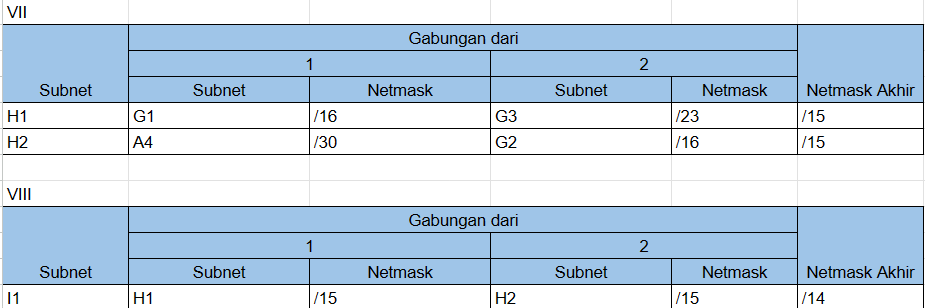 VII
Gabungan dari
1 2
Subnet Subnet Netmask Subnet Netmask Netmask Akhir
H1 G1 /16 G3 /23 /15
H2 A4 /30 G2 /16 /15
VIII
Gabungan dari
1 2
Subnet Subnet Netmask Subnet Netmask Netmask Akhir
I1 H1 /15 H2 /15 /14